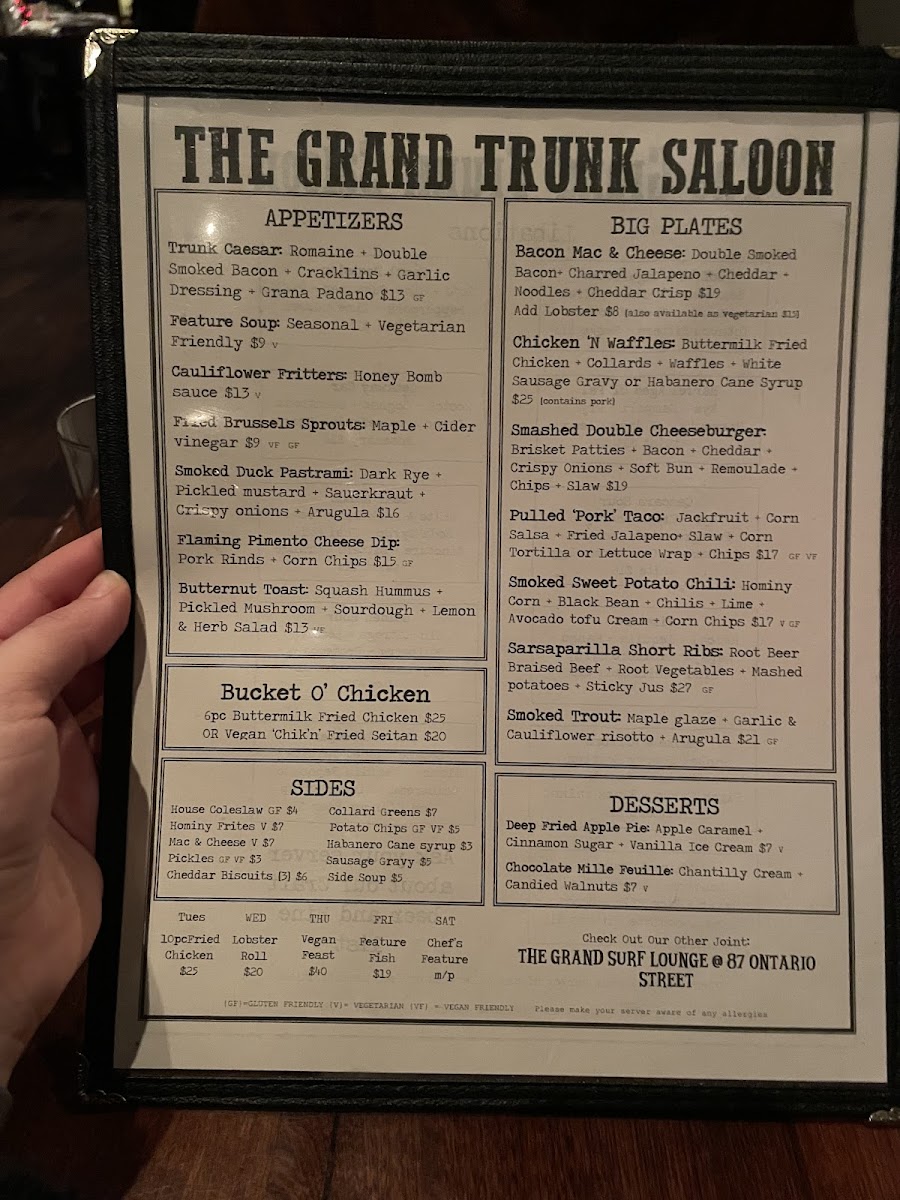 THE GRAND TRUNK SALOON
APPETIZERS
Trunk Caesar: Romaine + Double
Smoked Bacon + Cracklins + Garlic
Dressing + Grana Padano $13 GF
Feature Soup: Seasonal + Vegetarian
Friendly $9 V
Cauliflower Fritters: Honey Bomb
sauce $13 V
Fried Brussels Sprouts: Maple + Cider
vinegar $9 VF GF
Smoked Duck Pastrami: Dark Rye +
Pickled mustard + Sauerkraut +
Crispy onions + Arugula $16
Flaming Pimento Cheese Dip:
Pork Rinds + Corn Chips $15 GF
Butternut Toast: Squash Hummus +
Pickled Mushroom + Sourdough + Lemon
& Herb Salad $13 VF
Bucket O' Chicken
6pc Buttermilk Fried Chicken $25
OR Vegan 'Chik'n' Fried Seitan $20
SIDES
House Coleslaw GF $4
Hominy Frites V $7
Mac & Cheese V $7
Pickles GF VF $3
Cheddar Biscuits [3] $6
Collard Greens $7
Potato Chips GF VF $5
Habanero Cane syrup $3
Sausage Gravy $5
Side Soup $5
Tues
10pcFried
Chicken
$25
WED
Lobster
Roll
$20
THU
Vegan
Feast
$40
FRI
Feature
Fish
$19
SAT
Chef's
Feature
m/p
BIG PLATES
Bacon Mac & Cheese: Double Smoked
Bacon+ Charred Jalapeno + Cheddar +
Noodles + Cheddar Crisp $19
Add Lobster $8 [also available as vegetarian $15]
Chicken 'N Waffles: Buttermilk Fried
Chicken + Collards + Waffles + White
Sausage Gravy or Habanero Cane Syrup
$25 [contains pork]
Smashed Double Cheeseburger:
Brisket Patties + Bacon + Cheddar +
Crispy Onions + Soft Bun + Remoulade +
Chips + Slaw $19
Pulled 'Pork' Taco: Jackfruit + Corn
Salsa + Fried Jalapeno+ Slaw + Corn
Tortilla or Lettuce Wrap + Chips $17 GF VF
Smoked Sweet Potato Chili: Hominy
Corn + Black Bean + Chilis + Lime +
Avocado tofu Cream + Corn Chips $17 V GF
Sarsaparilla Short Ribs: Root Beer
Braised Beef + Root Vegetables + Mashed
potatoes + Sticky Jus $27 GF
Smoked Trout: Maple glaze + Garlic &
Cauliflower risotto + Arugula $21 GF
DESSERTS
Deep Fried Apple Pie: Apple Caramel +
Cinnamon Sugar + Vanilla Ice Cream $7 V
Chocolate Mille Feuille: Chantilly Cream +
Candied Walnuts $7 V
Check Out Our Other Joint:
THE GRAND SURF LOUNGE @ 87 ONTARIO
STREET
(GF)=GLUTEN FRIENDLY (V)= VEGETARIAN (VF) = VEGAN FRIENDLY Please make your server aware of any allergies